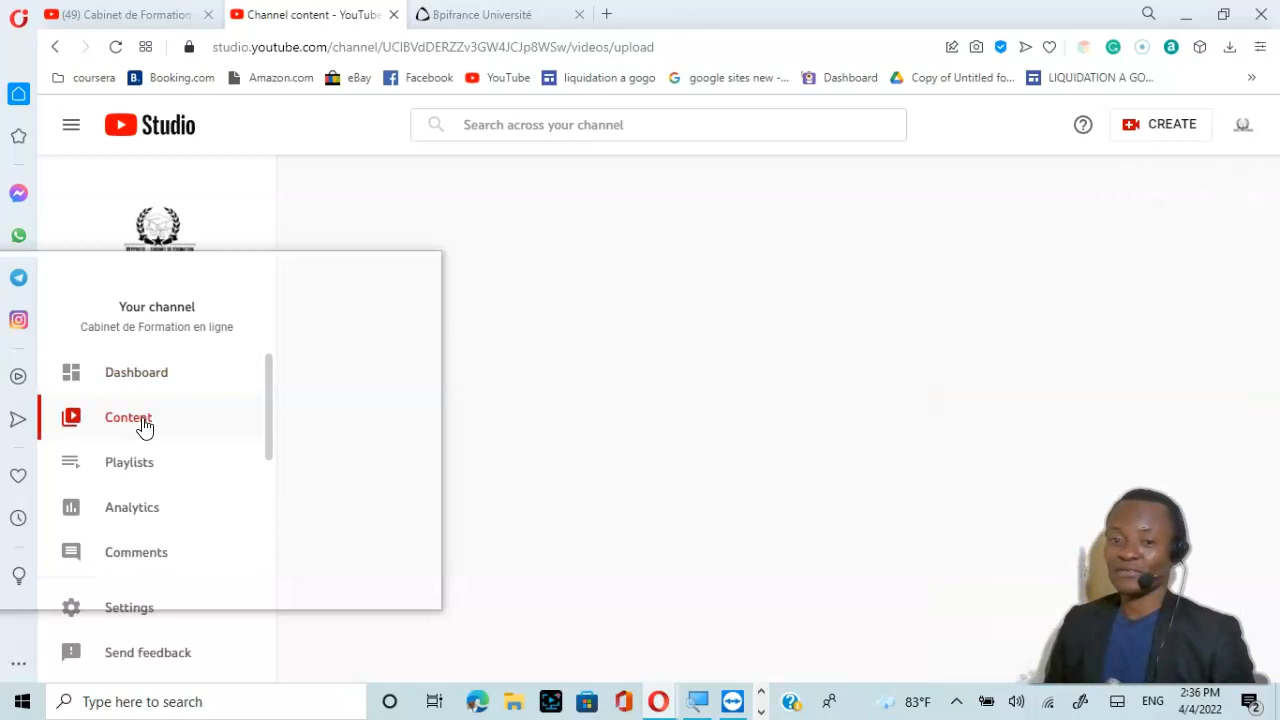 (49) Cabinet de Formation
Channel content - YouTube
Bpifrance Université
studio.youtube.com/channel/UCIBVdDERZZv3GW4JCJp8WSw/videos/upload
coursera
Booking.com
Amazon.com
eBay
Facebook
YouTube
liquidation a gogo
google sites new -...
Dashboard
Copy of Untitled fo...
LIQUIDATION A GO...
Studio
Search across your channel
CREATE
Your channel
Cabinet de Formation en ligne
Dashboard
Content
Playlists
Analytics
Comments
Settings
Send feedback
Type here to search
83°F
ENG
2:36 PM
4/4/2022
2